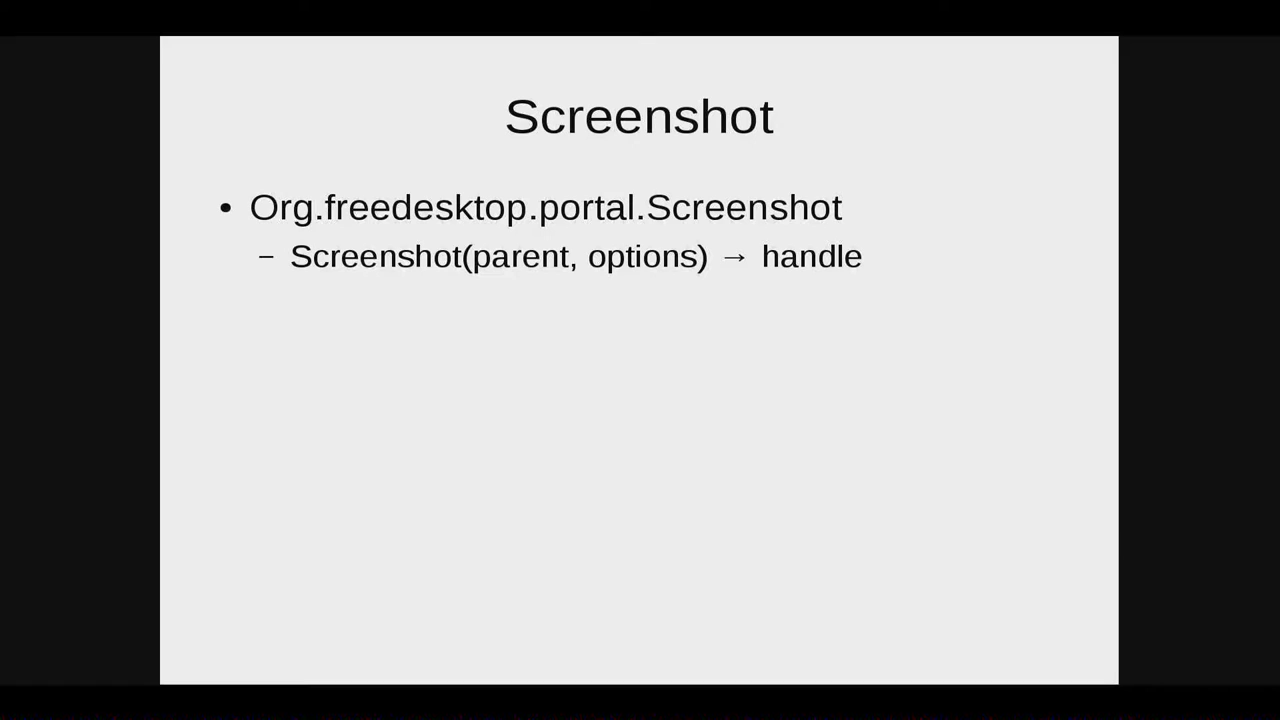 Screenshot
• Org.freedesktop.portal.Screenshot
– Screenshot(parent, options) → handle